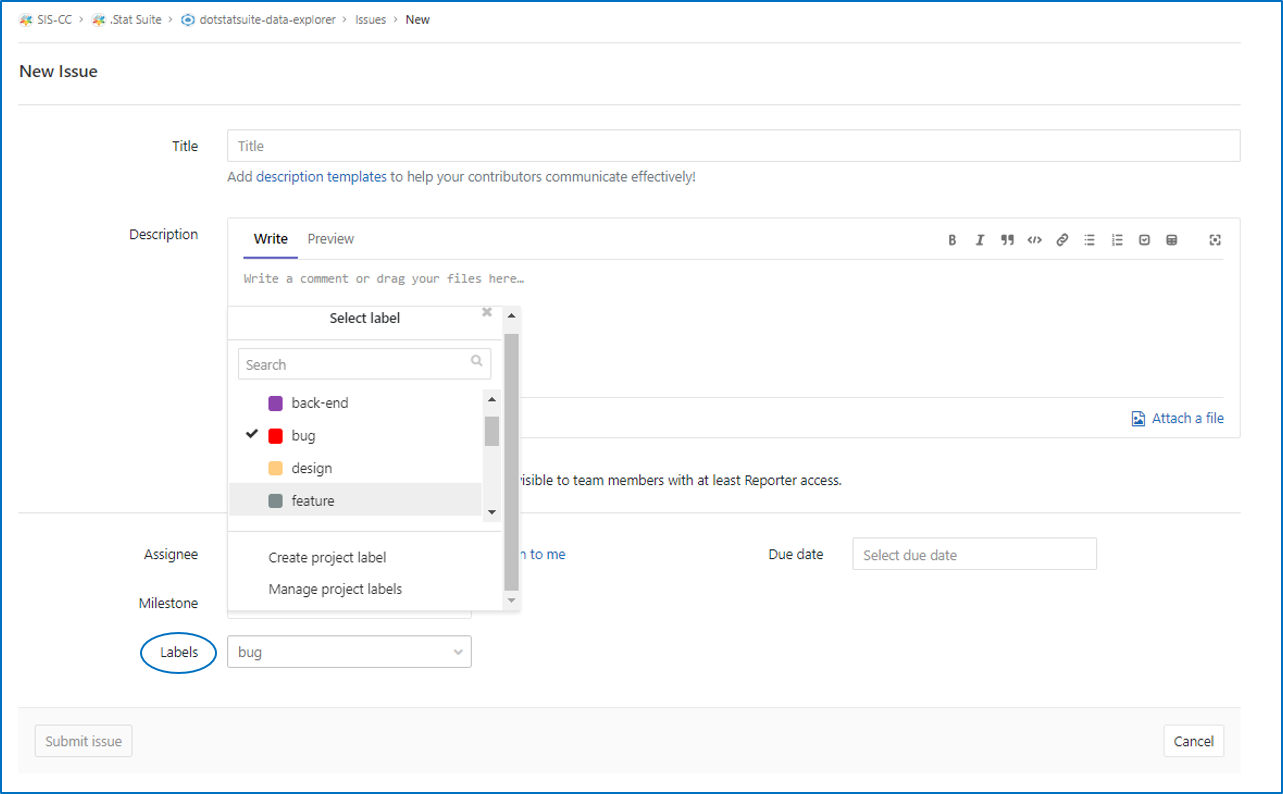 SIS-CC > .Stat Suite > dotstatsuite-data-explorer > Issues > New
New Issue
Title
Title
Add description templates to help your contributors communicate effectively!
Description
Write Preview
Write a comment or drag your files here…
Select label
Search
back-end
bug
design
feature
Create project label
Manage project labels
Attach a file
visible to team members with at least Reporter access.
Assignee
to me
Due date
Select due date
Milestone
Labels
bug
Submit issue
Cancel